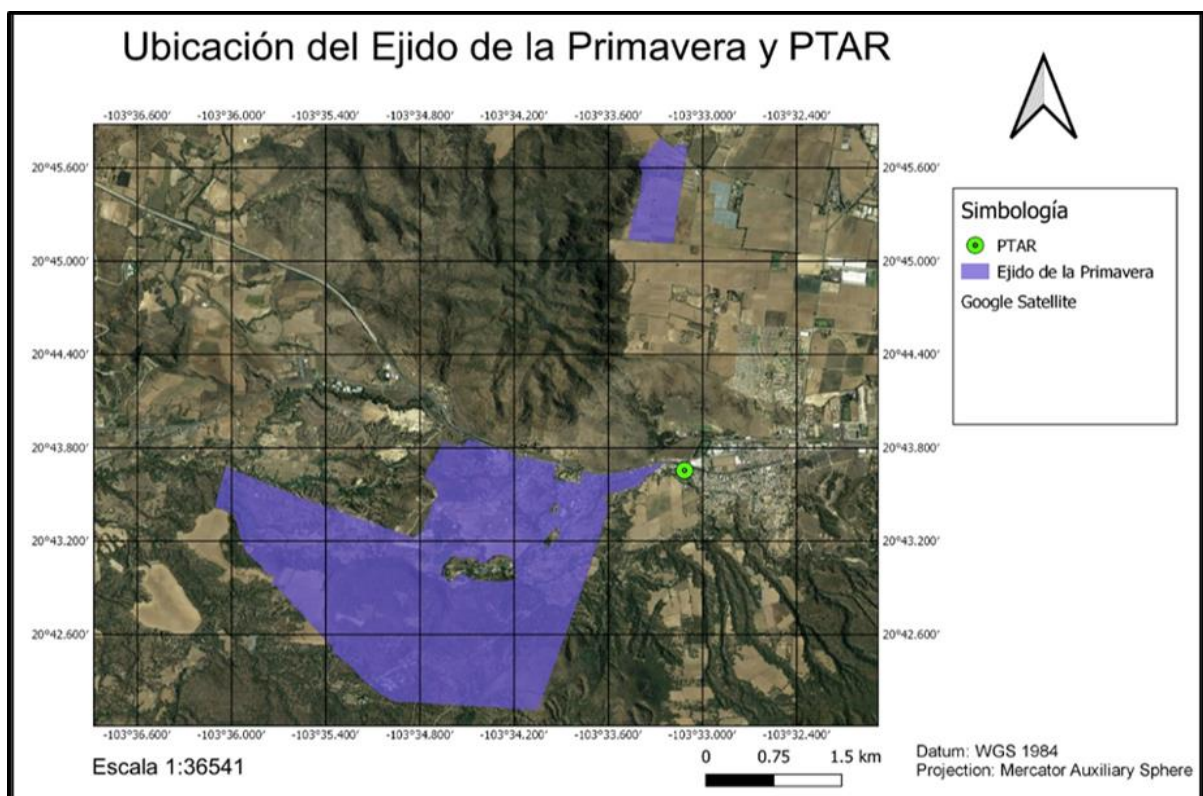 Ubicación del Ejido de la Primavera y PTAR
-103°36.600' -103°36.000' -103°35.400' -103°34.800' -103°34.200' -103°33.600' -103°33.000' -103°32.400'
20°45.600' 20°45.600'
20°45.000' 20°45.000'
20°44.400' 20°44.400'
20°43.800' 20°43.800'
20°43.200' 20°43.200'
20°42.600' 20°42.600'
-103°36.600' -103°36.000' -103°35.400' -103°34.800' -103°34.200' -103°33.600' -103°33.000' -103°32.400'
Simbología
PTAR
Ejido de la Primavera
Google Satellite
Escala 1:36541
0 0.75 1.5 km
Datum: WGS 1984
Projection: Mercator Auxiliary Sphere